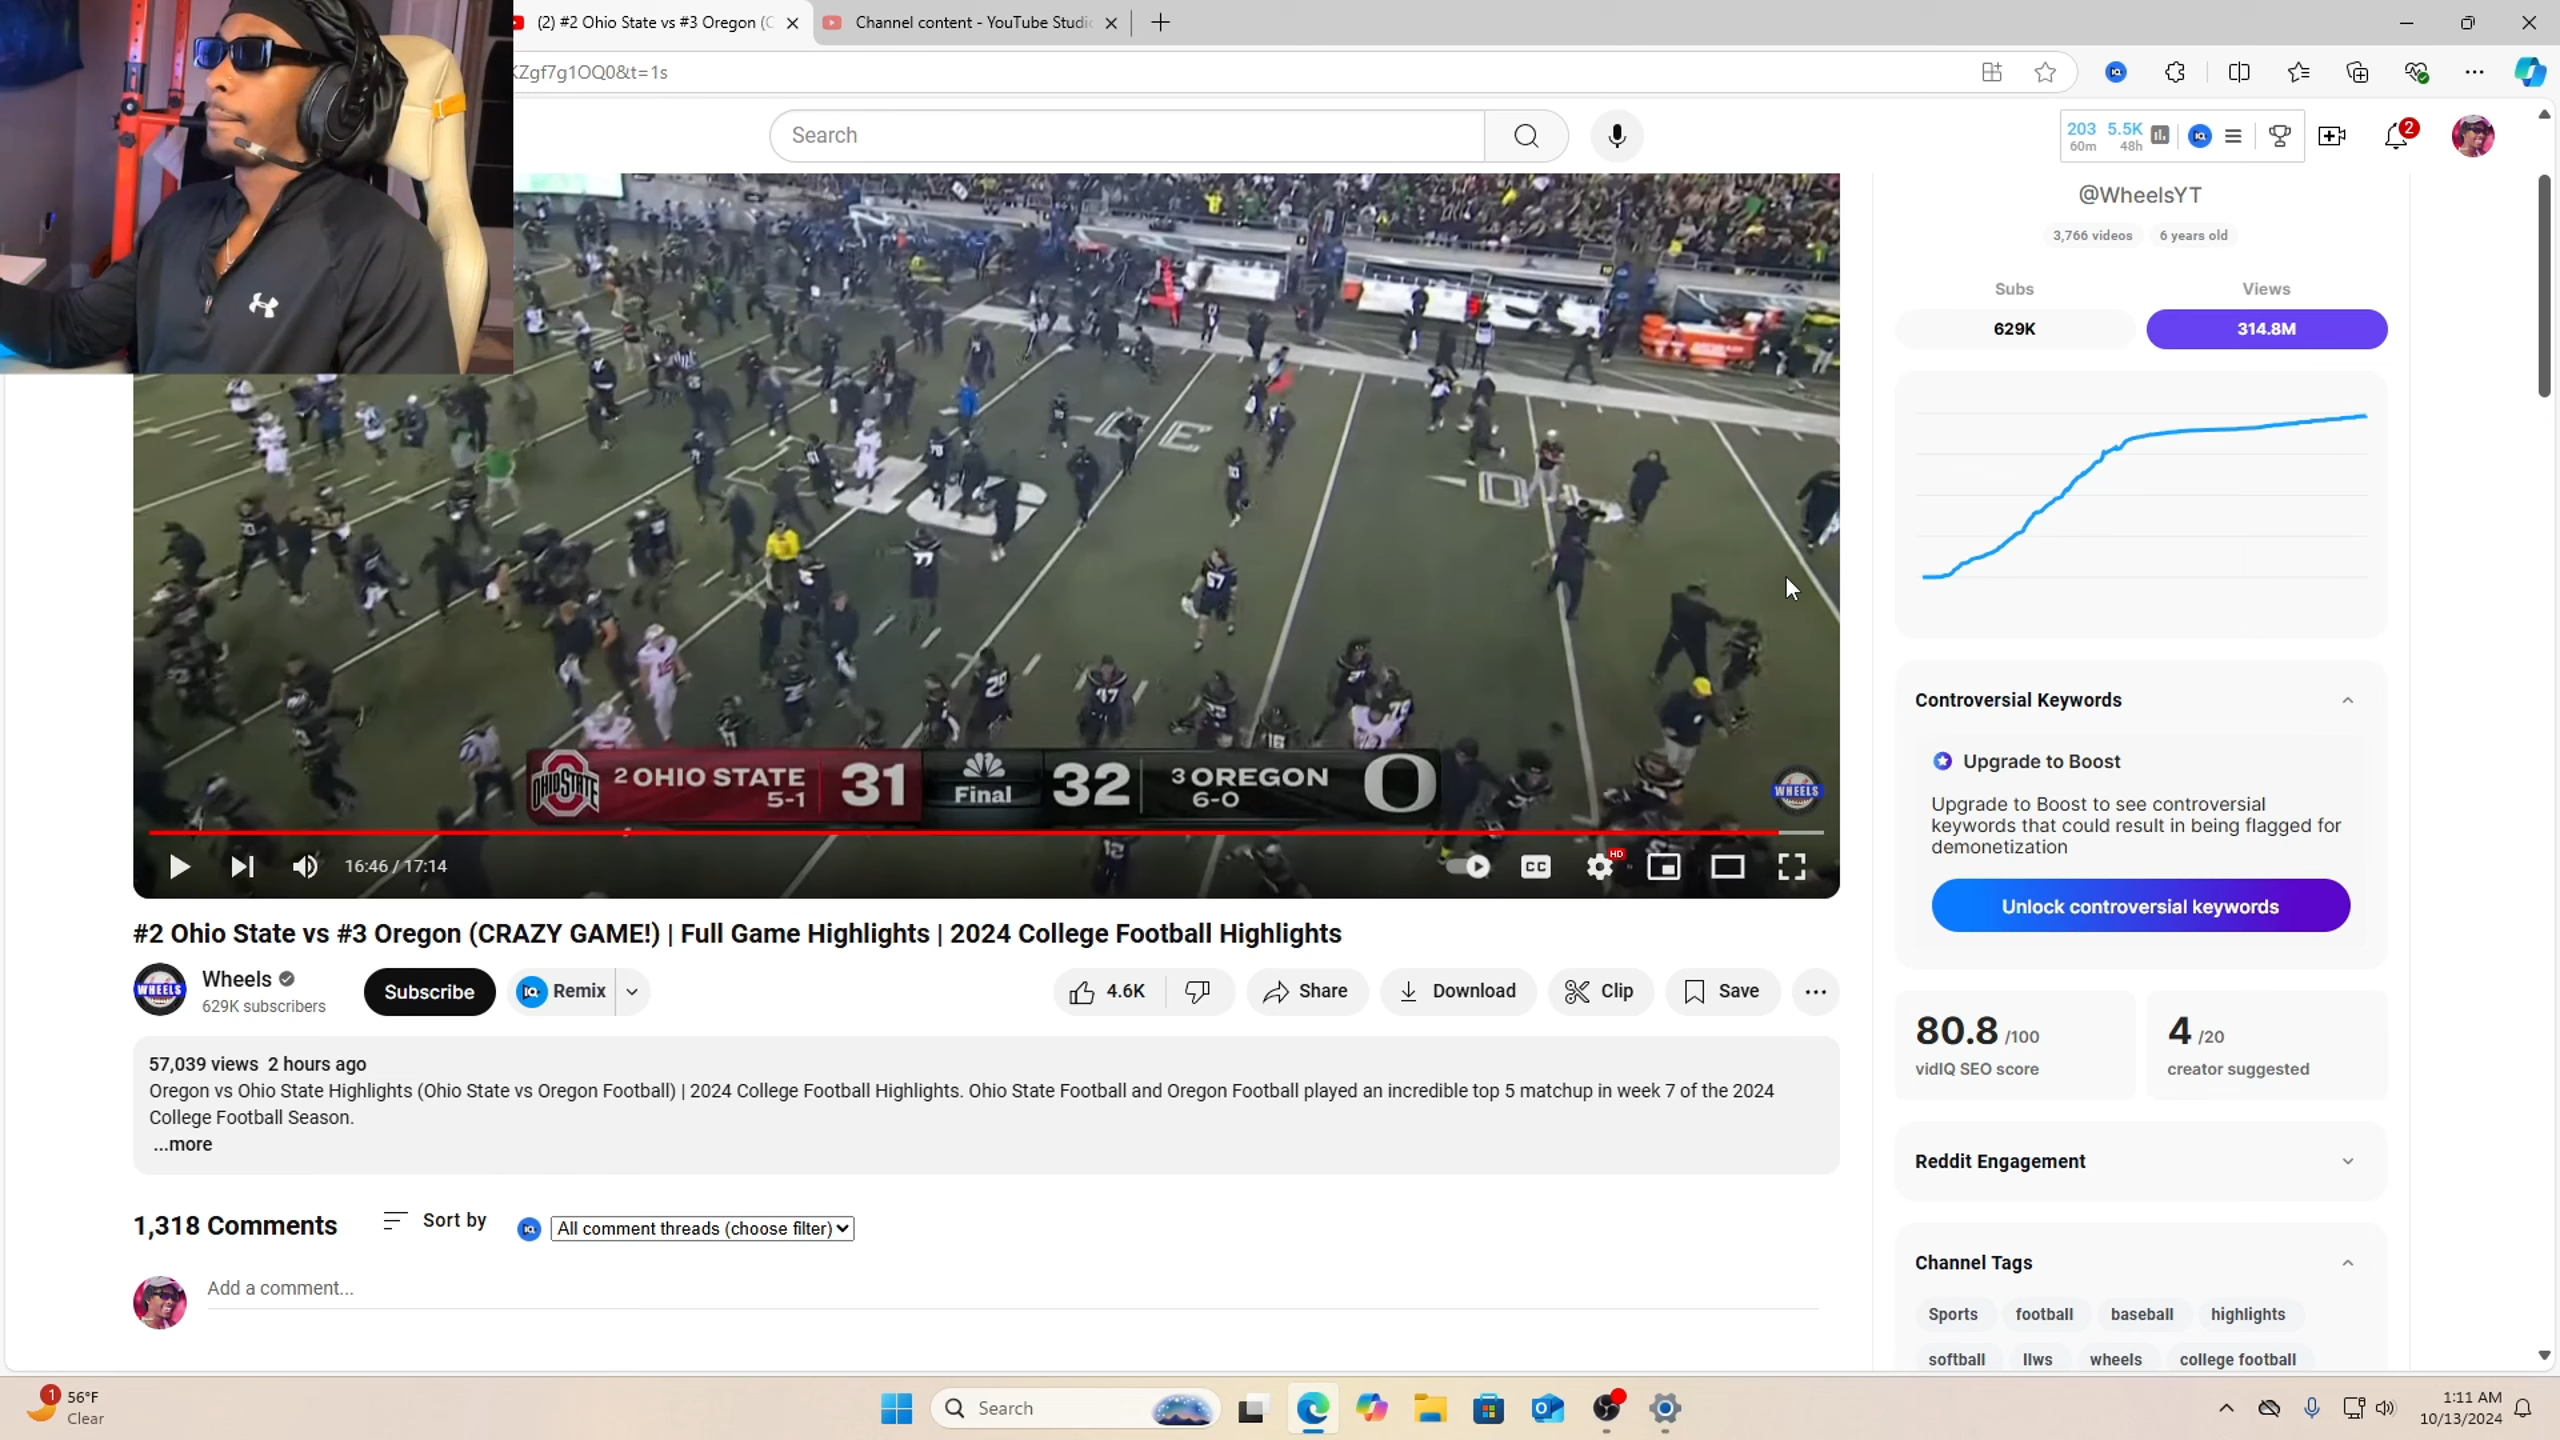 (2) #2 Ohio State vs #3 Oregon (C
Channel content - YouTube Studi
KZgf7g1OQ0&t=1s
Search
203 5.5K
60m 48h
2
@WheelsYT
3,766 videos 6 years old
Subs Views
629K 314.8M
Controversial Keywords
Upgrade to Boost
Upgrade to Boost to see controversial
keywords that could result in being flagged for
demonetization
Unlock controversial keywords
80.8 /100
vidIQ SEO score
4 /20
creator suggested
Reddit Engagement
Channel Tags
Sports football baseball highlights
softball llws wheels college football
77
57
29
47
12
OHIO STATE
2 OHIO STATE 31
5-1
Final
32 3 OREGON
6-0
WHEELS
16:46 / 17:14
CC
HD
#2 Ohio State vs #3 Oregon (CRAZY GAME!) | Full Game Highlights | 2024 College Football Highlights
WHEELS
Wheels
629K subscribers
Subscribe
Remix
4.6K
Share
Download
Clip
Save
57,039 views 2 hours ago
Oregon vs Ohio State Highlights (Ohio State vs Oregon Football) | 2024 College Football Highlights. Ohio State Football and Oregon Football played an incredible top 5 matchup in week 7 of the 2024
College Football Season.
...more
1,318 Comments
Sort by
All comment threads (choose filter)
Add a comment...
1
56°F
Clear
Search
1:11 AM
10/13/2024